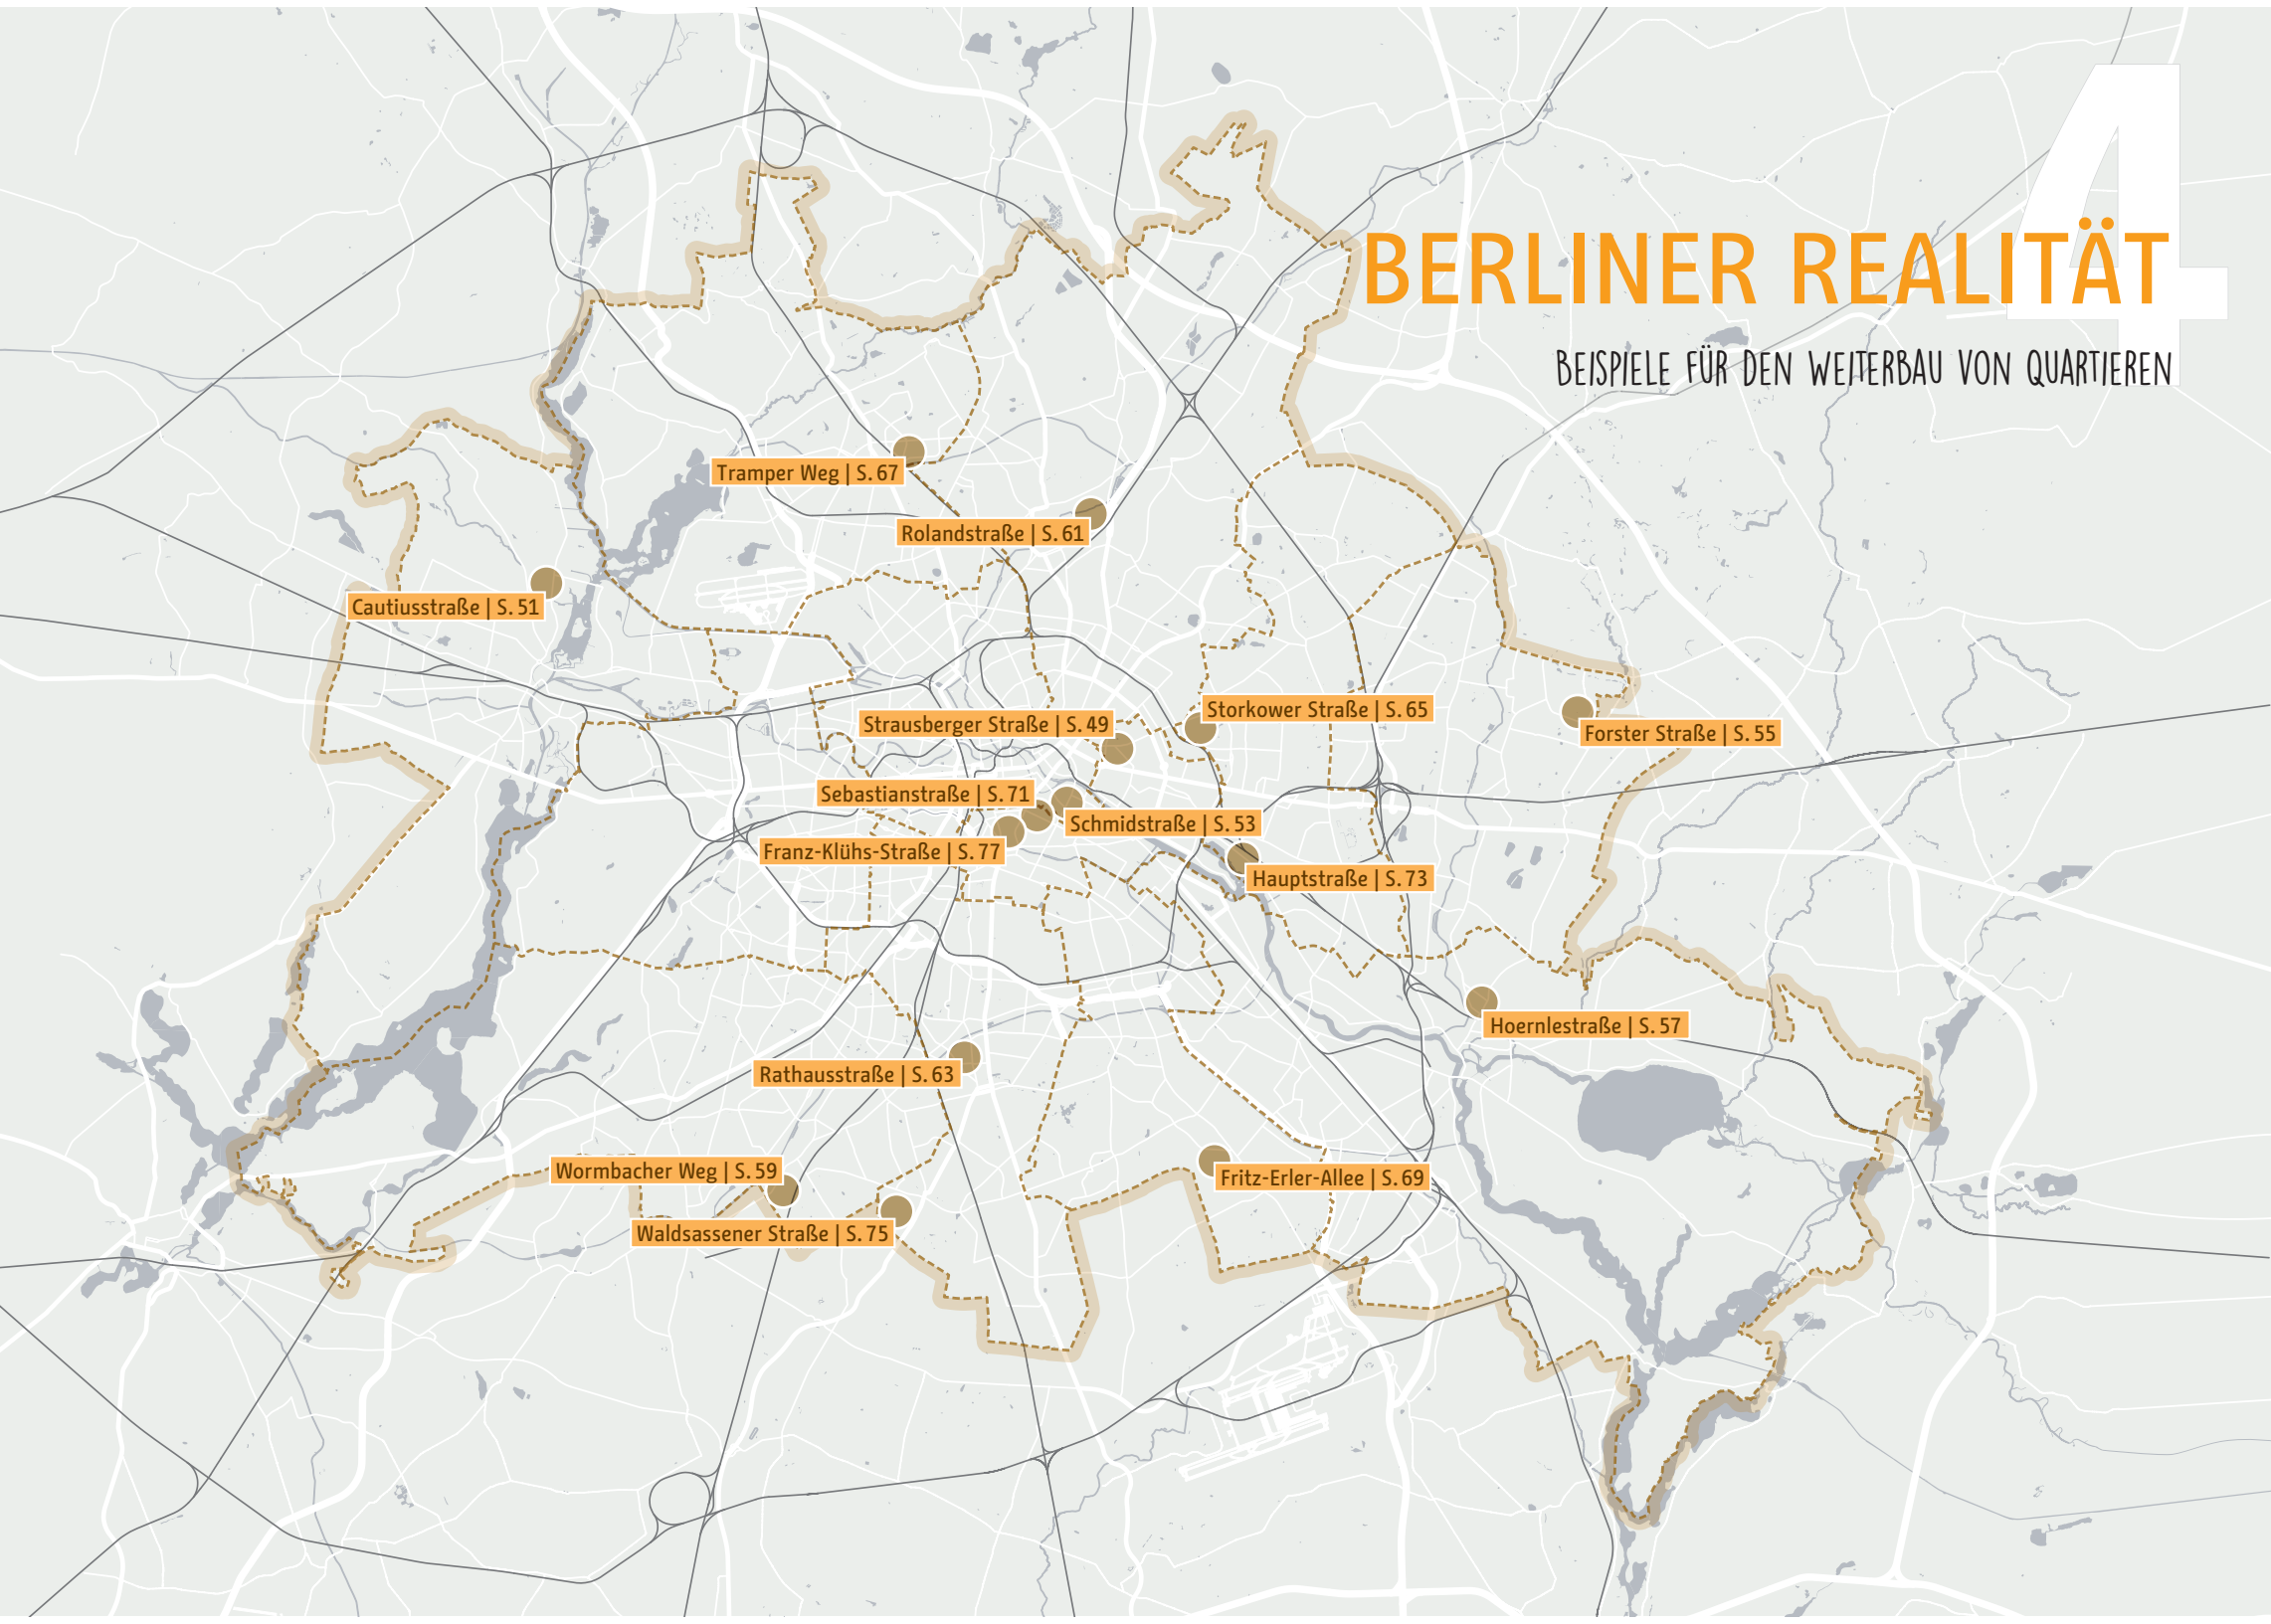 4
BERLINER REALITÄT
BEISPIELE FÜR DEN WEITERBAU VON QUARTIEREN
Tramper Weg | S. 67
Rolandstraße | S. 61
Cautiusstraße | S. 51
Storkower Straße | S. 65
Strausberger Straße | S. 49
Forster Straße | S. 55
Sebastianstraße | S. 71
Schmidstraße | S. 53
Franz-Klühs-Straße | S. 77
Hauptstraße | S. 73
Hoernlestraße | S. 57
Rathausstraße | S. 63
Wormbacher Weg | S. 59
Fritz-Erler-Allee | S. 69
Waldsassener Straße | S. 75